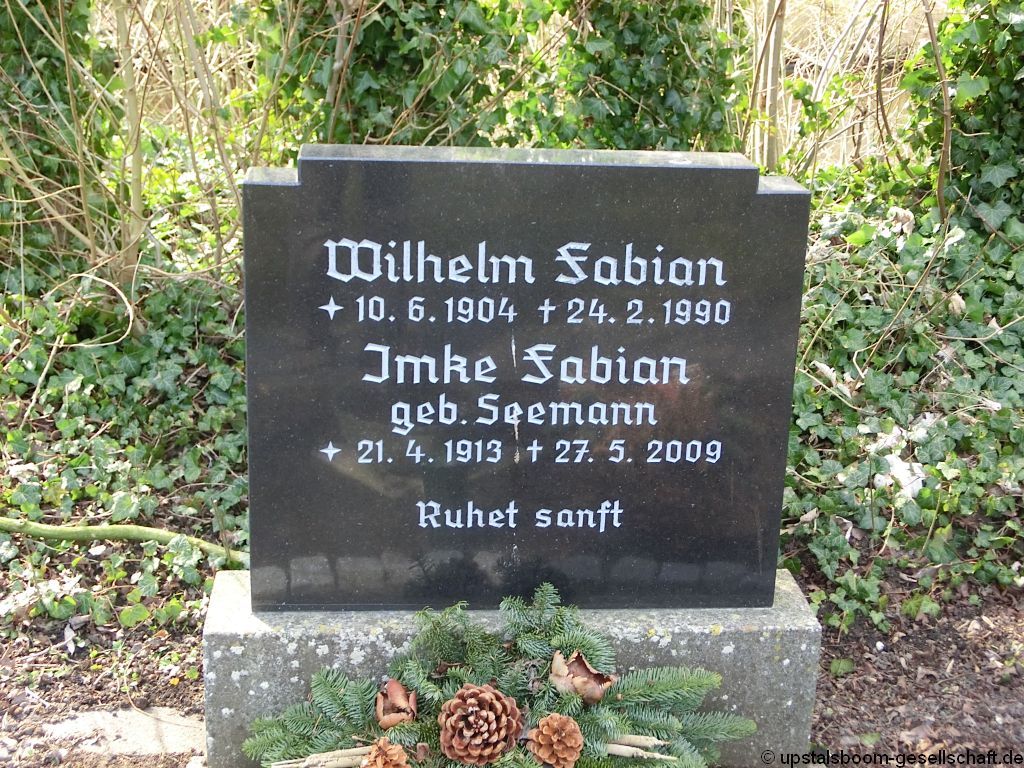 Wilhelm Fabian
✦ 10. 6. 1904 ✝ 24. 2. 1990
Imke Fabian
geb. Seemann
✦ 21. 4. 1913 ✝ 27. 5. 2009
Ruhet sanft
© upstalsboom-gesellschaft.de